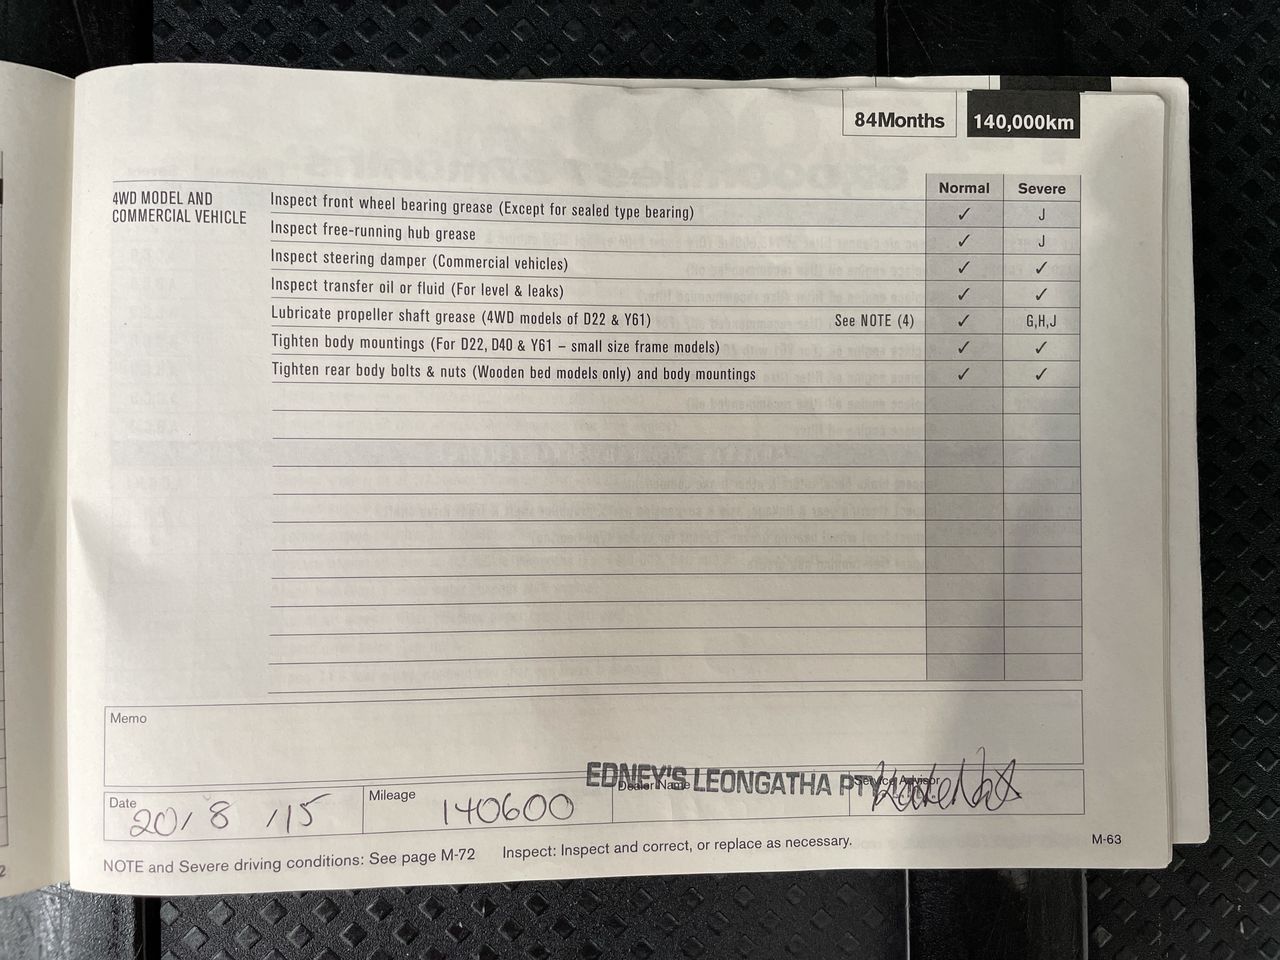 84Months 140,000km
Normal Severe
4WD MODEL AND
COMMERCIAL VEHICLE
Inspect front wheel bearing grease (Except for sealed type bearing) ✓ J
Inspect free-running hub grease ✓ J
Inspect steering damper (Commercial vehicles) ✓ ✓
Inspect transfer oil or fluid (For level & leaks) ✓ ✓
Lubricate propeller shaft grease (4WD models of D22 & Y61) See NOTE (4) ✓ G,H,J
Tighten body mountings (For D22, D40 & Y61 – small size frame models) ✓ ✓
Tighten rear body bolts & nuts (Wooden bed models only) and body mountings ✓ ✓
Memo
EDNEY'S LEONGATHA PTY
Date Mileage Dealer Name Service Advisor
20/8/15 140600
NOTE and Severe driving conditions: See page M-72 Inspect: Inspect and correct, or replace as necessary.
M-63